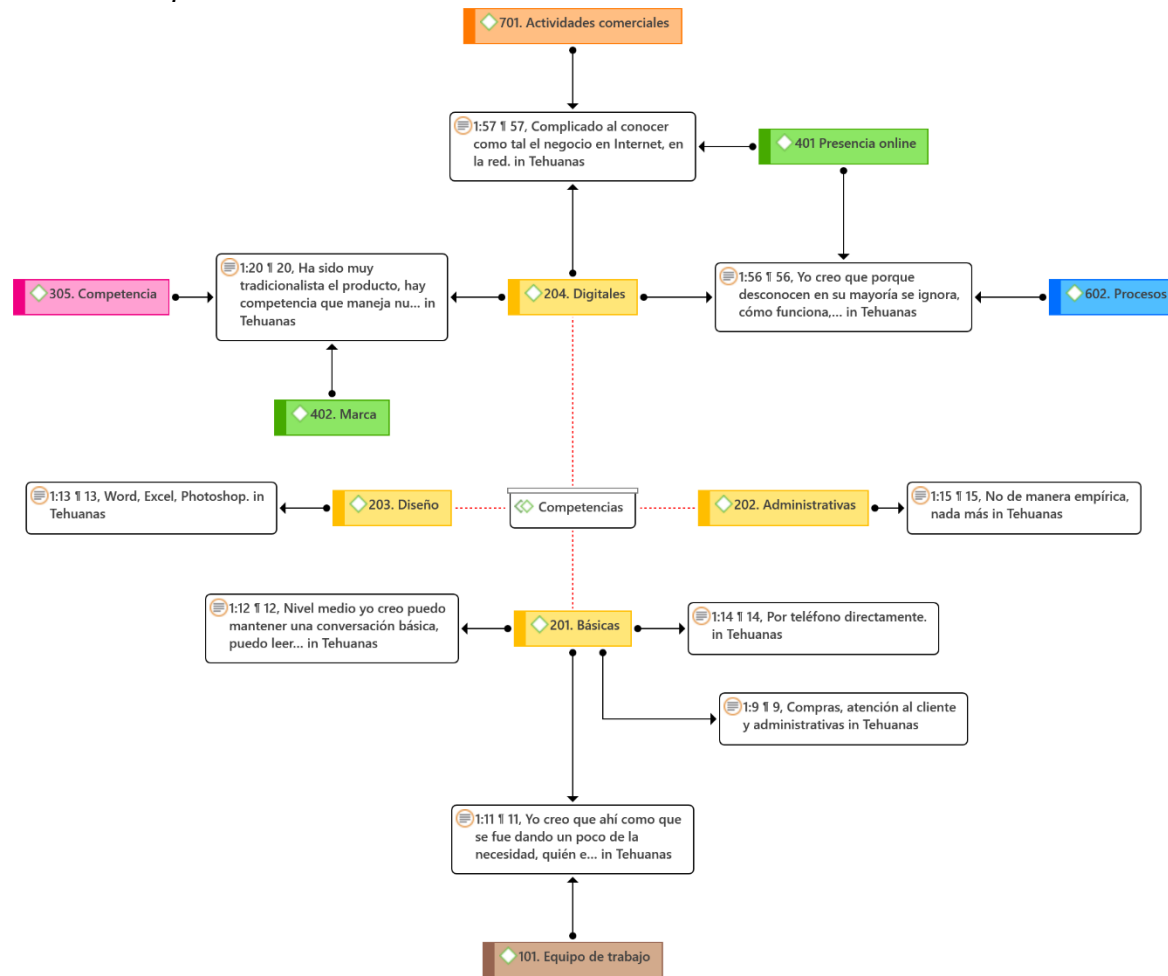 701. Actividades comerciales
1:57 ¶ 57, Complicado al conocer
como tal el negocio en Internet, en
la red. in Tehuanas
401 Presencia online
305. Competencia
1:20 ¶ 20, Ha sido muy
tradicionalista el producto, hay
competencia que maneja nu... in
Tehuanas
204. Digitales
1:56 ¶ 56, Yo creo que porque
desconocen en su mayoría se ignora,
cómo funciona,... in Tehuanas
602. Procesos
402. Marca
1:13 ¶ 13, Word, Excel, Photoshop. in
Tehuanas
203. Diseño
Competencias
202. Administrativas
1:15 ¶ 15, No de manera empírica,
nada más in Tehuanas
1:12 ¶ 12, Nivel medio yo creo puedo
mantener una conversación básica,
puedo leer... in Tehuanas
201. Básicas
1:14 ¶ 14, Por teléfono directamente.
in Tehuanas
1:9 ¶ 9, Compras, atención al cliente
y administrativas in Tehuanas
1:11 ¶ 11, Yo creo que ahí como que
se fue dando un poco de la
necesidad, quién e... in Tehuanas
101. Equipo de trabajo